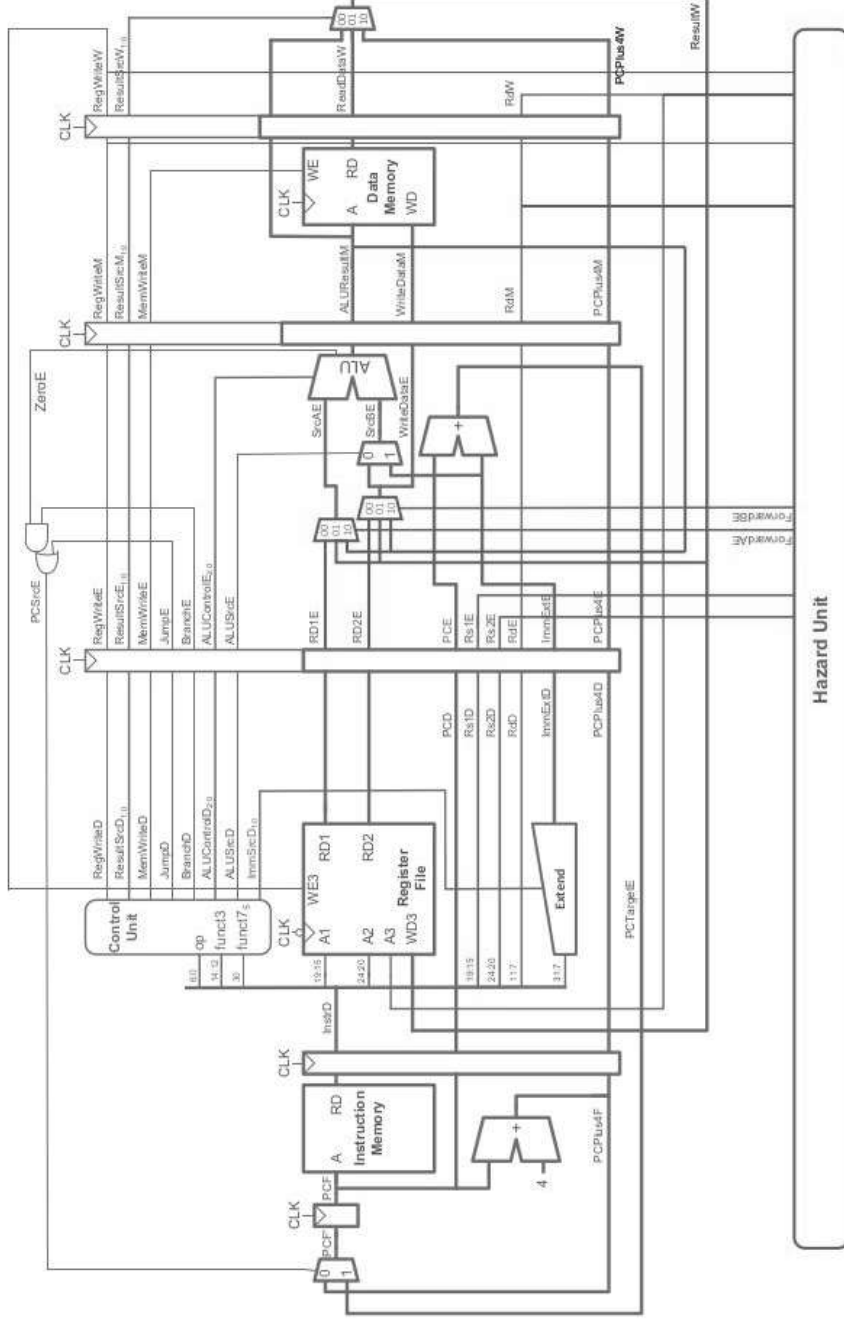 CLK
CLK
CLK
CLK
CLK
CLK
CLK
PCSrcE
ZeroE
Control
Unit
op
funct3
funct7₅
6:0
14:12
30
RegWriteD
ResultSrcD₁:₀
MemWriteD
JumpD
BranchD
ALUControlD₂:₀
ALUSrcD
ImmSrcD₁:₀
RegWriteE
ResultSrcE₁:₀
MemWriteE
JumpE
BranchE
ALUControlE₂:₀
ALUSrcE
RegWriteM
ResultSrcM₁:₀
MemWriteM
RegWriteW
ResultSrcW₁:₀
0
1
PCF'
PCF
A RD
Instruction
Memory
InstrD
19:15
24:20
A1
A2
A3
WD3
WE3
RD1
RD2
Register
File
RD1E
RD2E
00
01
10
00
01
10
0
1
SrcAE
SrcBE
ALU
WriteDataE
ALUResultM
WriteDataM
A RD
Data
Memory
WD
WE
ReadDataW
00
01
10
4
+
PCPlus4F
PCD
Rs1D
Rs2D
RdD
ImmExtD
PCPlus4D
19:15
24:20
11:7
31:7
Extend
PCE
Rs1E
Rs2E
RdE
ImmExtE
PCPlus4E
+
RdM
PCPlus4M
RdW
PCPlus4W
PCTargetE
ResultW
ForwardAE
ForwardBE
Hazard Unit